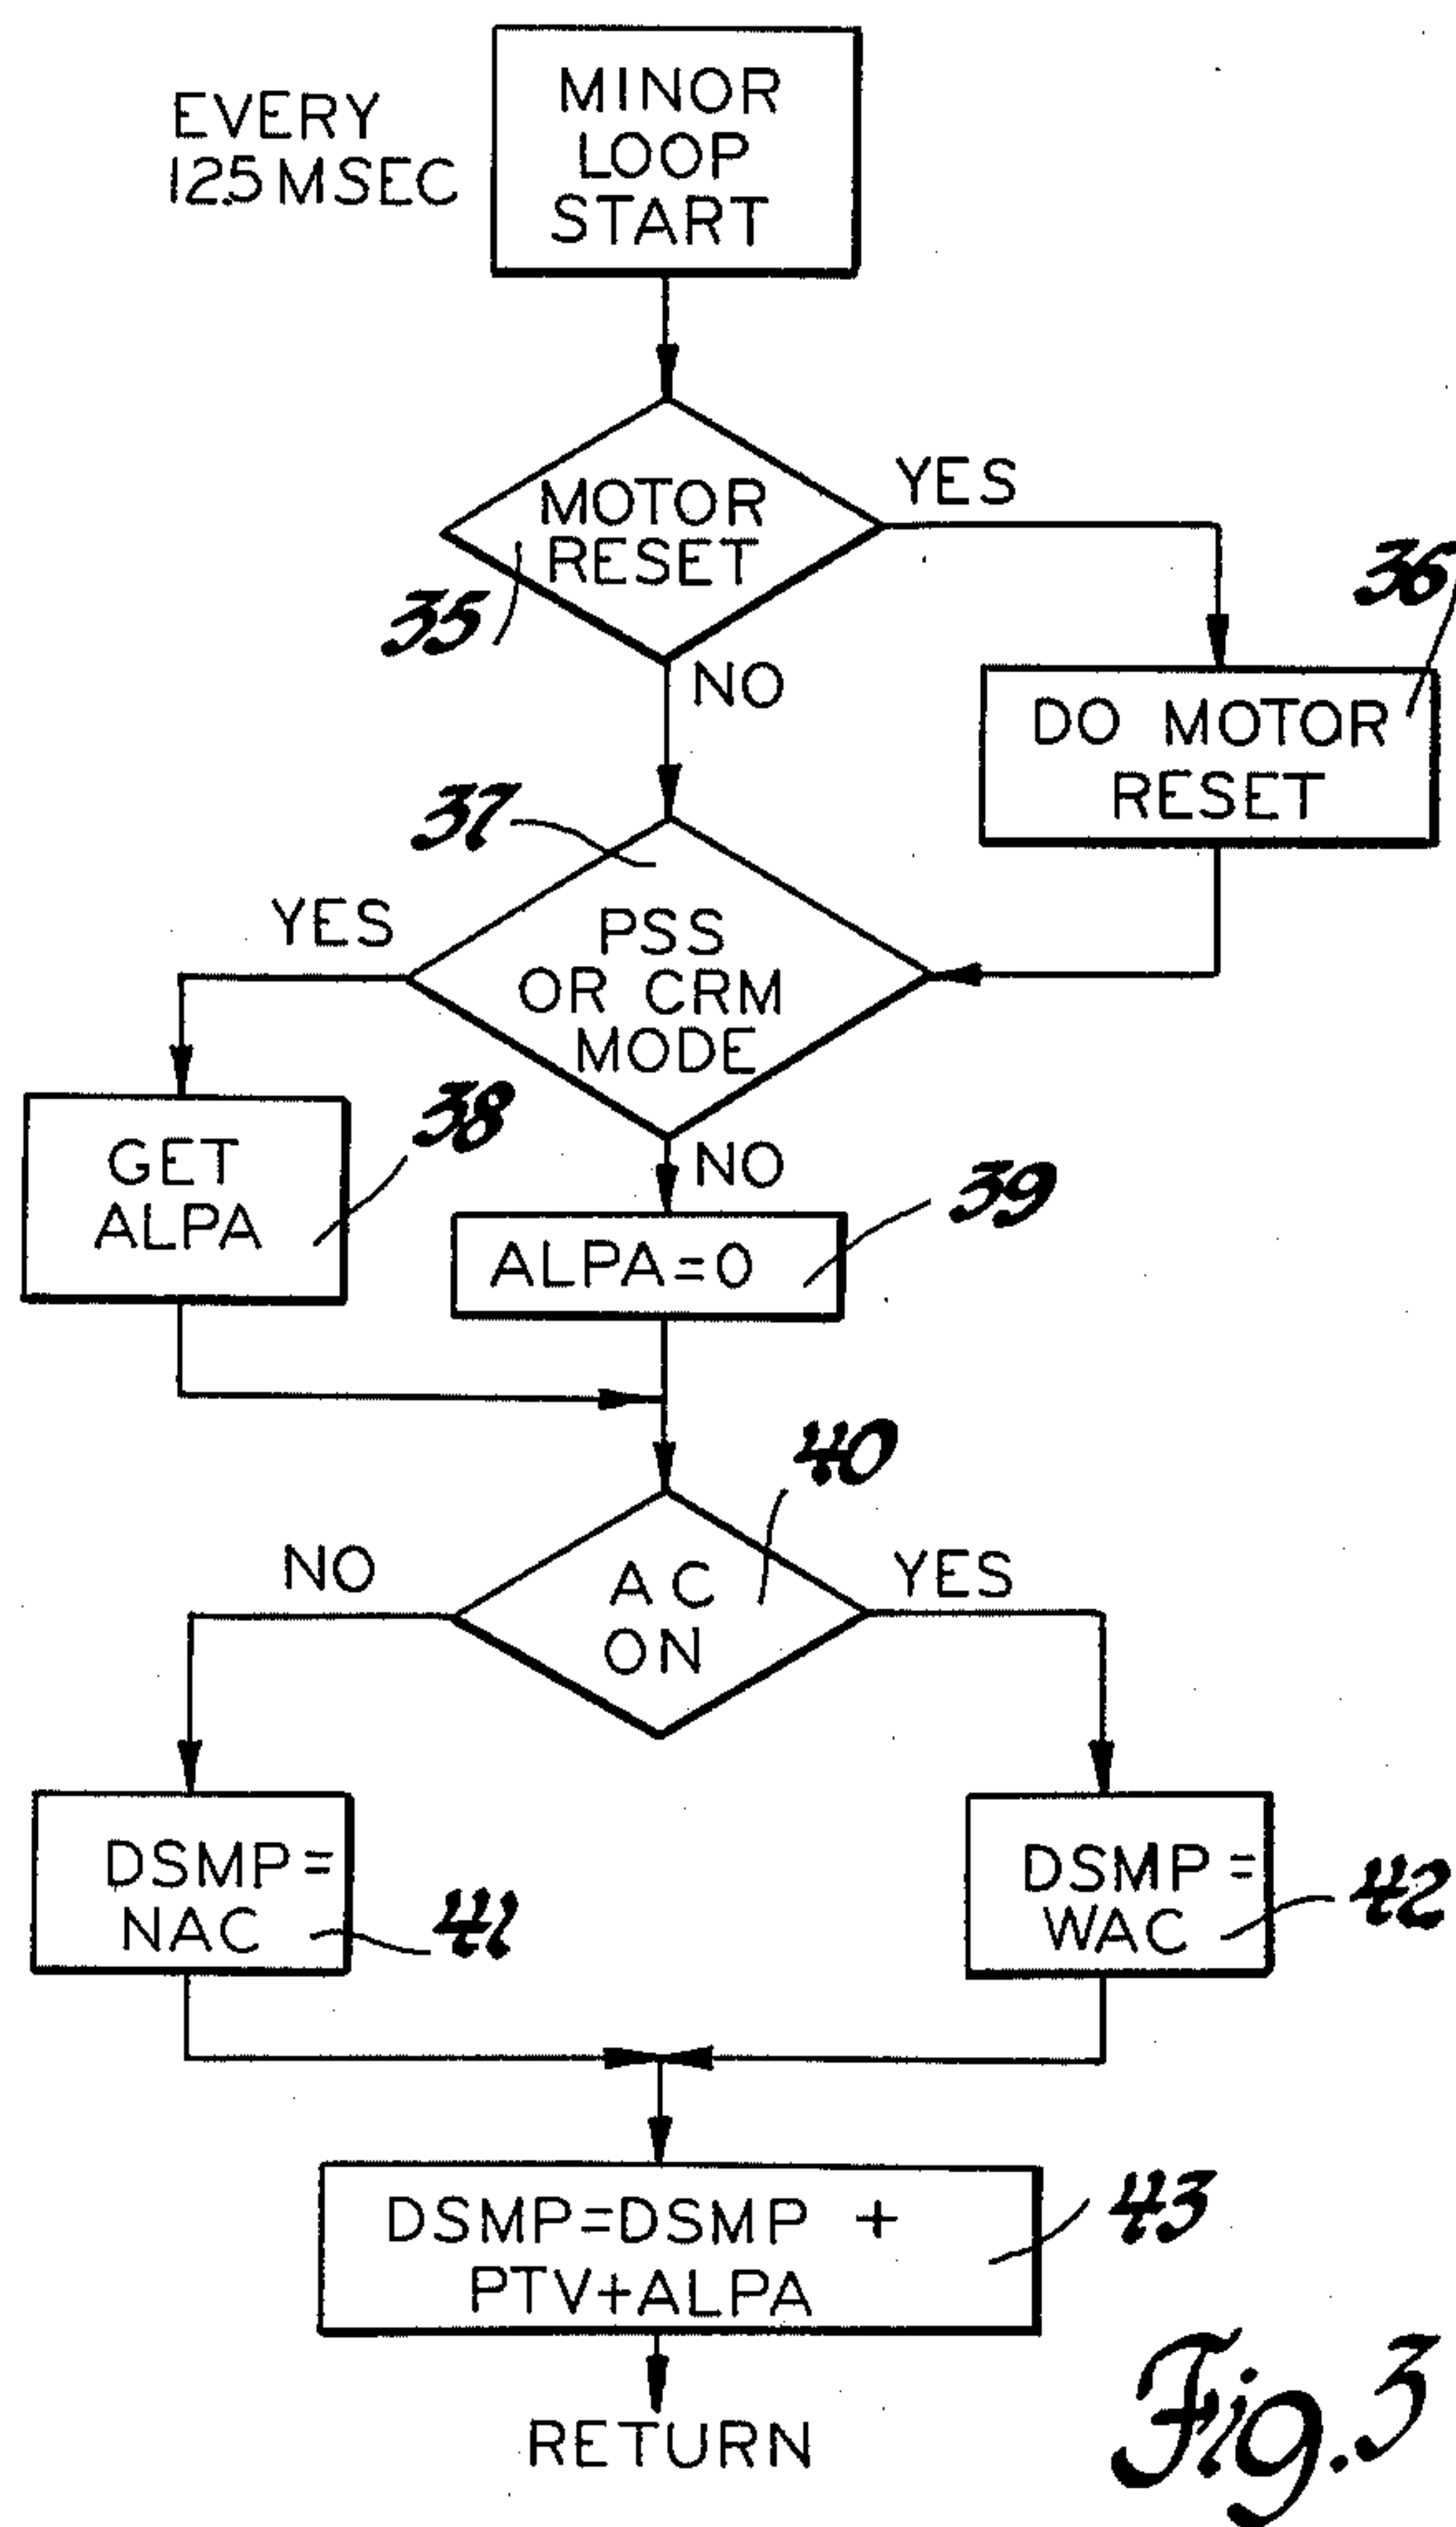 EVERY
12.5 MSEC
MINOR
LOOP
START
MOTOR
RESET
YES
35
NO
36
DO MOTOR
RESET
37
PSS
OR CRM
MODE
YES
NO
38
GET
ALPA
39
ALPA=0
40
AC
ON
NO
YES
DSMP=
NAC
41
DSMP=
WAC
42
DSMP=DSMP +
PTV+ALPA
43
RETURN
Fig. 3